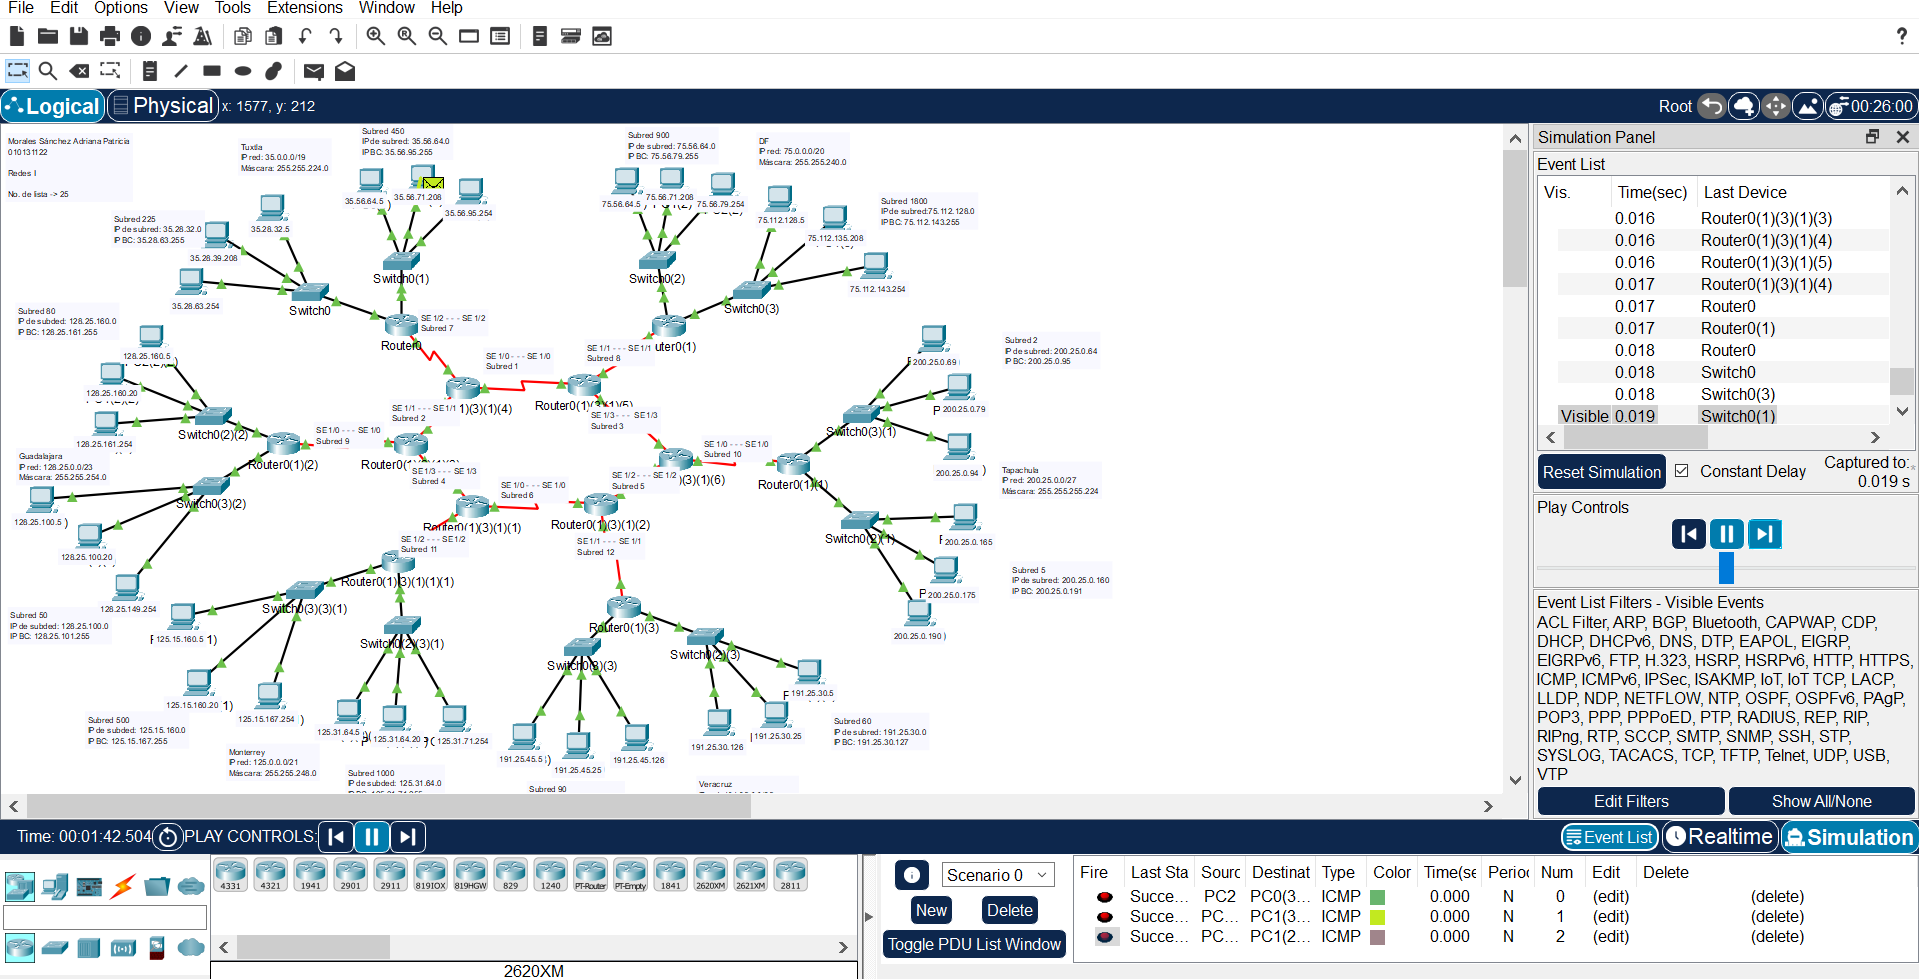 File Edit Options View Tools Extensions Window Help
?
Logical Physical x: 1577, y: 212
Root 00:26:00
Morales Sánchez Adriana Patricia
010131122
Redes I
No. de lista -> 25
Tuxtla
IP red: 35.0.0.0/19
Máscara: 255.255.224.0
Subred 450
IP de subred: 35.56.64.0
IP BC: 35.56.95.255
Subred 900
IP de subred: 75.56.64.0
IP BC: 75.56.79.255
DF
IP red: 75.0.0.0/20
Máscara: 255.255.240.0
35.56.64.5
35.56.71.208
35.56.95.254
75.56.64.5
75.56.71.208
75.56.79.254
Subred 1800
IP de subred:75.112.128.0
IP BC: 75.112.143.255
Subred 225
IP de subred: 35.28.32.0
IP BC: 35.28.63.255
35.28.32.5
35.28.39.208
35.28.63.254
75.112.128.5
75.112.135.208
75.112.143.254
Switch0
Switch0(1)
Switch0(2)
Switch0(3)
Subred 80
IP de subded: 128.25.160.0
IP BC: 128.25.161.255
SE 1/2 - - - SE 1/2
Subred 7
Router0
SE 1/0 - - - SE 1/0
Subred 1
SE 1/1 - - - SE 1/1
Subred 8
uter0(1)
Subred 2
IP de subred: 200.25.0.64
IP BC: 200.25.0.95
128.25.160.5
128.25.160.20
128.25.161.254
200.25.0.69
P 200.25.0.79
200.25.0.94 )
1)(3)(1)(4)
Router0(1)(3)(1)(5)
SE 1/1 - - - SE 1/1
Subred 2
SE 1/3 - - - SE 1/3
Subred 3
Switch0(2)(2)
SE 1/0 - - - SE 1/0
Subred 9
Switch0(3)(1)
SE 1/0 - - - SE 1/0
Subred 10
Guadalajara
IP red: 128.25.0.0/23
Máscara: 255.255.254.0
Router0(1)(2)
SE 1/3 - - - SE 1/3
Subred 4
SE 1/2 - - - SE 1/2
Subred 5
)(3)(1)(6)
Router0(1)(1)
Tapachula
IP red: 200.25.0.0/27
Máscara: 255.255.255.224
Switch0(3)(2)
SE 1/0 - - - SE 1/0
Subred 6
128.25.100.5 )
128.25.100.20
128.25.149.254
Router0(1)(3)(1)(1)
Router0(1)(3)(1)(2)
Switch0(2)(1)
200.25.0.165
P 200.25.0.175
200.25.0.190 )
SE 1/2 - - - SE 1/2
Subred 11
SE 1/1 - - - SE 1/1
Subred 12
Subred 5
IP de subred: 200.25.0.160
IP BC: 200.25.0.191
Router0(1)(3)(1)(1)(1)
Switch0(3)(3)(1)
Subred 50
IP de subded: 128.25.100.0
IP BC: 128.25.101.255
125.15.160.5 1)
125.15.160.20 1)
125.15.167.254 )
Switch0(2)(3)(1)
Router0(1)(3)
Switch0(3)(3)
Switch0(2)(3)
191.25.30.5
191.25.30.25
191.25.30.126
125.31.64.5
125.31.64.20
125.31.71.254
191.25.45.5
191.25.45.25
191.25.45.126
Subred 500
IP de subded: 125.15.160.0
IP BC: 125.15.167.255
Subred 60
IP de subred: 191.25.30.0
IP BC: 191.25.30.127
Monterrey
IP red: 125.0.0.0/21
Máscara: 255.255.248.0
Subred 1000
IP de subded: 125.31.64.0
Subred 90
Veracruz
Simulation Panel
Event List
Vis. Time(sec) Last Device
0.016 Router0(1)(3)(1)(3)
0.016 Router0(1)(3)(1)(4)
0.016 Router0(1)(3)(1)(5)
0.017 Router0(1)(3)(1)(4)
0.017 Router0
0.017 Router0(1)
0.018 Router0
0.018 Switch0
0.018 Switch0(3)
Visible 0.019 Switch0(1)
Reset Simulation Constant Delay Captured to:
0.019 s
Play Controls
Event List Filters - Visible Events
ACL Filter, ARP, BGP, Bluetooth, CAPWAP, CDP,
DHCP, DHCPv6, DNS, DTP, EAPOL, EIGRP,
EIGRPv6, FTP, H.323, HSRP, HSRPv6, HTTP, HTTPS,
ICMP, ICMPv6, IPSec, ISAKMP, IoT, IoT TCP, LACP,
LLDP, NDP, NETFLOW, NTP, OSPF, OSPFv6, PAgP,
POP3, PPP, PPPoED, PTP, RADIUS, REP, RIP,
RIPng, RTP, SCCP, SMTP, SNMP, SSH, STP,
SYSLOG, TACACS, TCP, TFTP, Telnet, UDP, USB,
VTP
Edit Filters Show All/None
Time: 00:01:42.504 PLAY CONTROLS:
Event List Realtime Simulation
4331 4321 1941 2901 2911 819IOX 819HGW 829 1240 PT-Router PT-Empty 1841 2620XM 2621XM 2811
2620XM
Scenario 0
New Delete
Toggle PDU List Window
Fire Last Sta Sourc Destinat Type Color Time(se Perioc Num Edit Delete
Succe... PC2 PC0(3... ICMP 0.000 N 0 (edit) (delete)
Succe... PC... PC1(3... ICMP 0.000 N 1 (edit) (delete)
Succe... PC... PC1(2... ICMP 0.000 N 2 (edit) (delete)